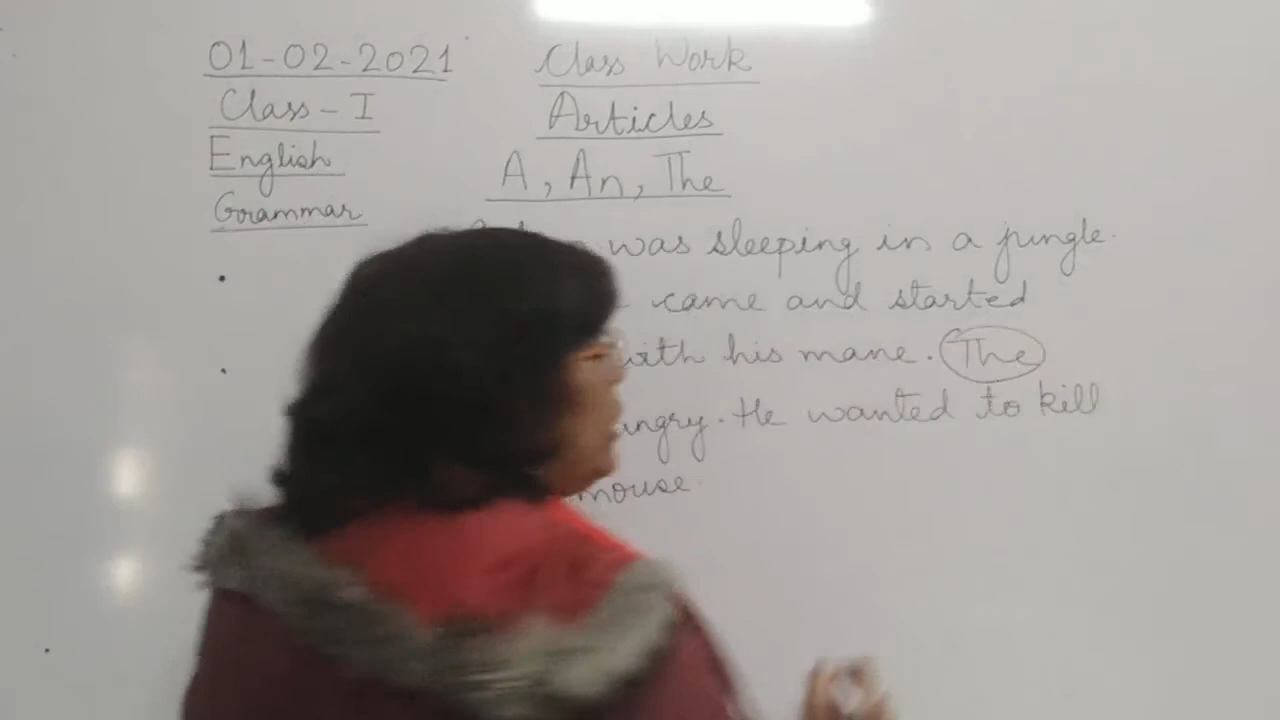 01-02-2021 Class Work
Class - I Articles
English A, An, The
Grammar
was sleeping in a jungle.
came and started
with his mane. The
angry. He wanted to kill
mouse.